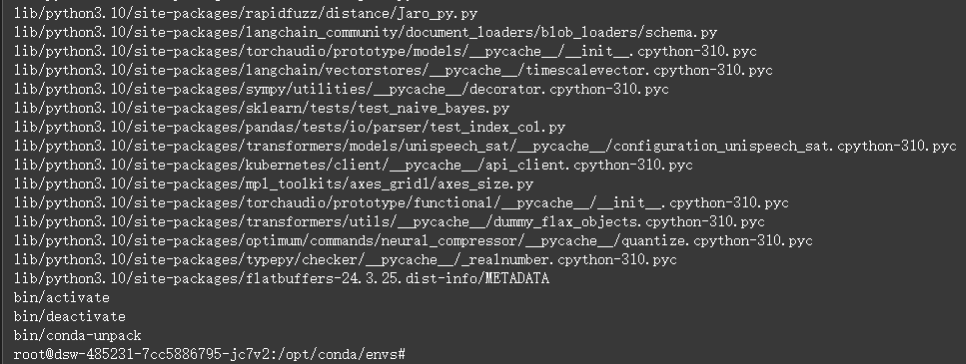 lib/python3.10/site-packages/rapidfuzz/distance/Jaro_py.py
lib/python3.10/site-packages/langchain_community/document_loaders/blob_loaders/schema.py
lib/python3.10/site-packages/torchaudio/prototype/models/__pycache__/__init__.cpython-310.pyc
lib/python3.10/site-packages/langchain/vectorstores/__pycache__/timescalevector.cpython-310.pyc
lib/python3.10/site-packages/sympy/utilities/__pycache__/decorator.cpython-310.pyc
lib/python3.10/site-packages/sklearn/tests/test_naive_bayes.py
lib/python3.10/site-packages/pandas/tests/io/parser/test_index_col.py
lib/python3.10/site-packages/transformers/models/unispeech_sat/__pycache__/configuration_unispeech_sat.cpython-310.pyc
lib/python3.10/site-packages/kubernetes/client/__pycache__/api_client.cpython-310.pyc
lib/python3.10/site-packages/mpl_toolkits/axes_grid1/axes_size.py
lib/python3.10/site-packages/torchaudio/prototype/functional/__pycache__/__init__.cpython-310.pyc
lib/python3.10/site-packages/transformers/utils/__pycache__/dummy_flax_objects.cpython-310.pyc
lib/python3.10/site-packages/optimum/commands/neural_compressor/__pycache__/quantize.cpython-310.pyc
lib/python3.10/site-packages/typepy/checker/__pycache__/_realnumber.cpython-310.pyc
lib/python3.10/site-packages/flatbuffers-24.3.25.dist-info/METADATA
bin/activate
bin/deactivate
bin/conda-unpack
root@dsw-485231-7cc5886795-jc7v2:/opt/conda/envs#